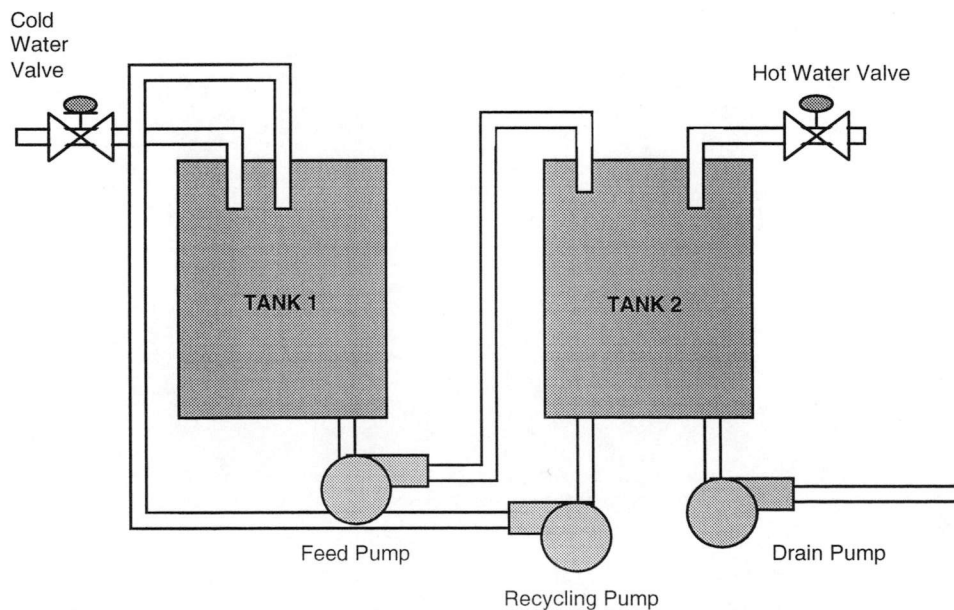 Cold
Water
Valve
Hot Water Valve
TANK 1
TANK 2
Feed Pump
Drain Pump
Recycling Pump